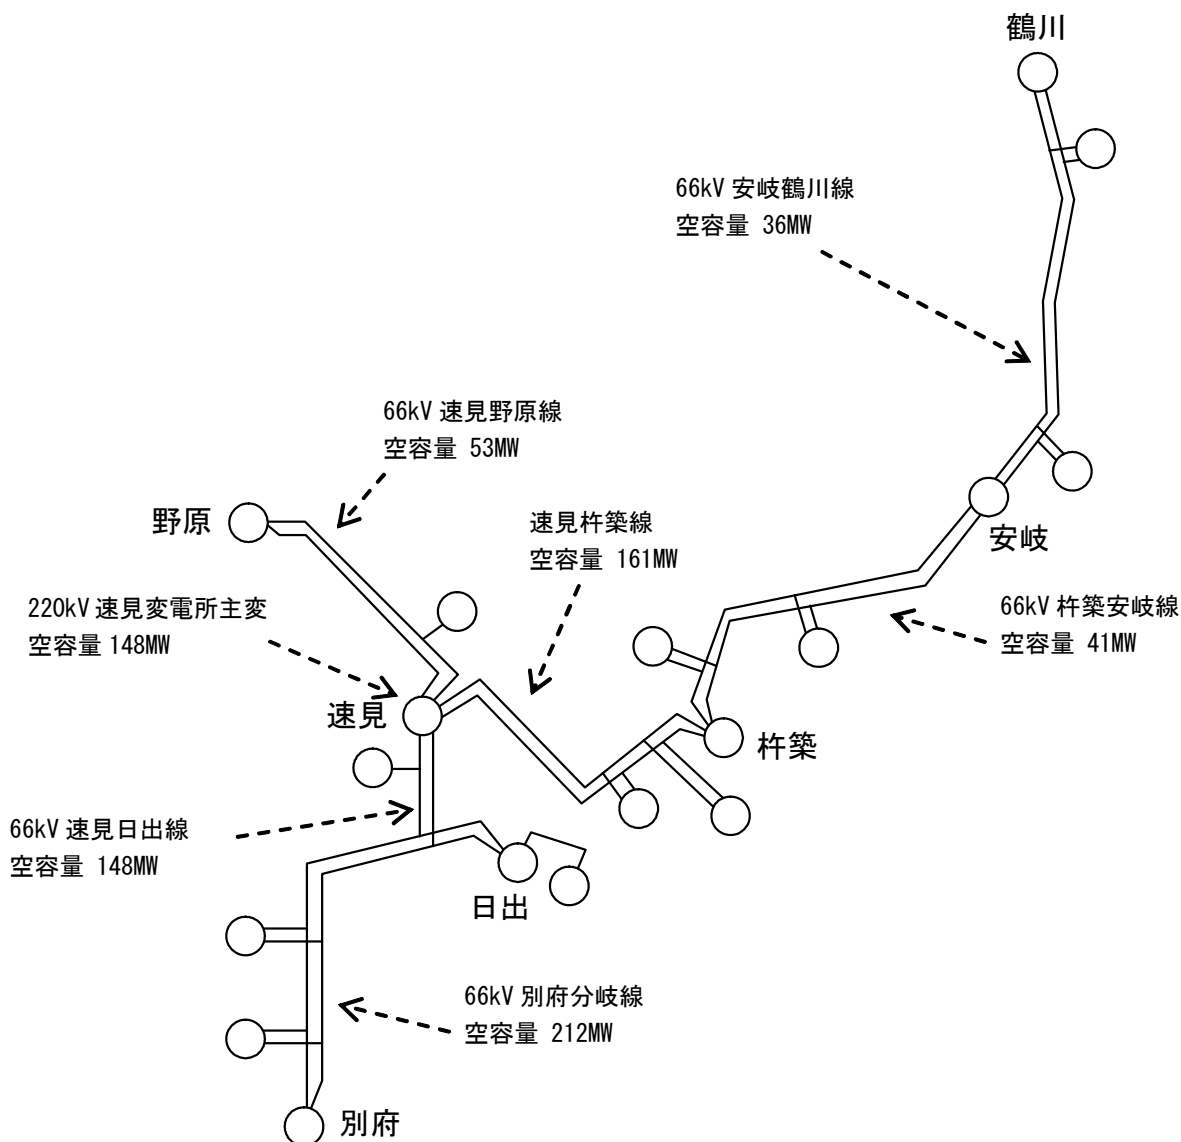 鶴川
66kV 安岐鶴川線
空容量 36MW
66kV 速見野原線
空容量 53MW
野原
速見杵築線
空容量 161MW
安岐
220kV 速見変電所主変
空容量 148MW
66kV 杵築安岐線
空容量 41MW
速見
杵築
66kV 速見日出線
空容量 148MW
日出
66kV 別府分岐線
空容量 212MW
別府